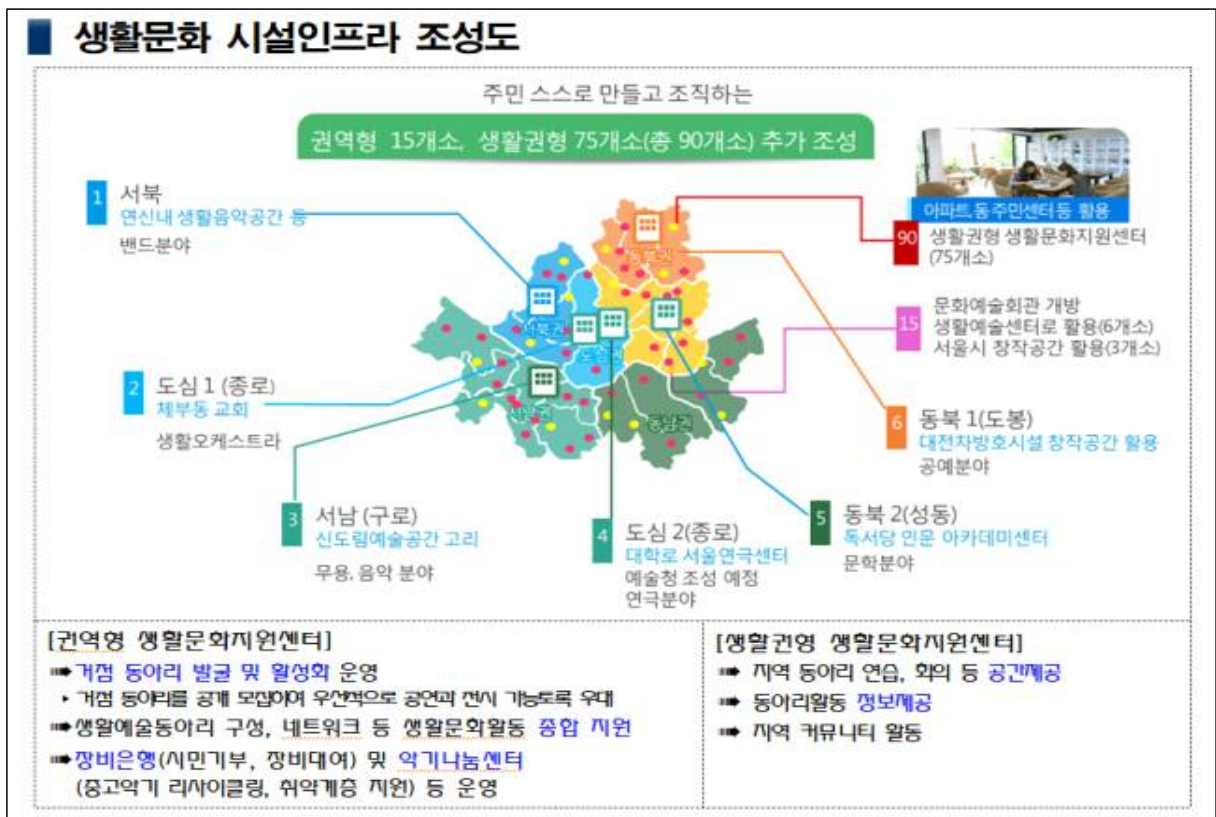 생활문화 시설인프라 조성도
주민 스스로 만들고 조직하는
권역형 15개소, 생활권형 75개소(총 90개소) 추가 조성
1 서북
연신내 생활음악공간 등
밴드분야
아파트,동주민센터등 활용
90 생활권형 생활문화지원센터
(75개소)
15 문화예술회관 개방
생활예술센터로 활용(6개소)
서울시 창작공간 활용(3개소)
동북권
서북권
도심권
서남권
동남권
2 도심 1 (종로)
체부동 교회
생활오케스트라
6 동북 1(도봉)
대전차방호시설 창작공간 활용
공예분야
3 서남 (구로)
신도림예술공간 고리
무용, 음악 분야
4 도심 2(종로)
대학로 서울연극센터
예술청 조성 예정
연극분야
5 동북 2(성동)
독서당 인문 아카데미센터
문학분야
[권역형 생활문화지원센터]
➠거점 동아리 발굴 및 활성화 운영
‣ 거점 동아리를 공개 모집하여 우선적으로 공연과 전시 가능토록 우대
➠생활예술동아리 구성, 네트워크 등 생활문화활동 종합 지원
➠장비은행(시민기부, 장비대여) 및 악기나눔센터
(중고악기 리사이클링, 취약계층 지원) 등 운영
[생활권형 생활문화지원센터]
➠ 지역 동아리 연습, 회의 등 공간제공
➠ 동아리활동 정보제공
➠ 지역 커뮤니티 활동